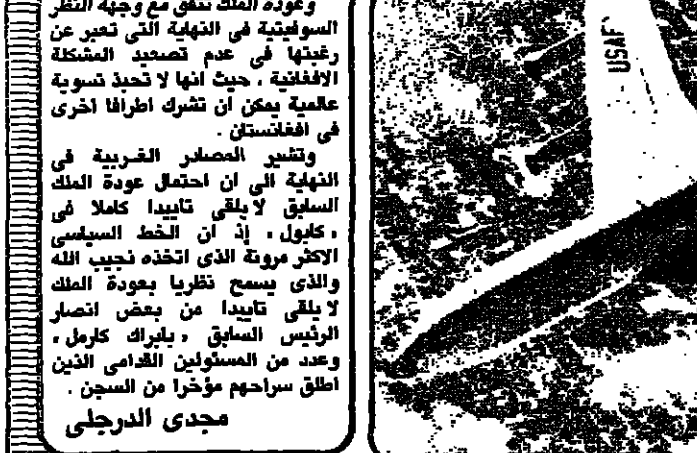 وعودة الملك تتفق مع وجهة النظر
السوفيتية فى النهاية التى تعبر عن
رغبتها فى عدم تصعيد المشكلة
الافغانية ، حيث انها لا تحبذ تسوية
عالمية يمكن ان تشرك اطرافا أخرى
فى افغانستان .
وتشير المصادر الغربية فى
النهاية الى ان احتمال عودة الملك
السابق لا يلقى تاييدا كاملا فى
، كابول ، إذ ان الخط السياسى
الاكثر مرونة الذى اتخذه نجيب الله
والذى يسمح نظريا بعودة الملك
لا يلقى تاييدا من بعض انصار
الرئيس السابق ، بابراك كارمل ،
وعدد من المسئولين القدامى الذين
اطلق سراحهم مؤخرا من السجن .
مجدى الدرجلى
USAF